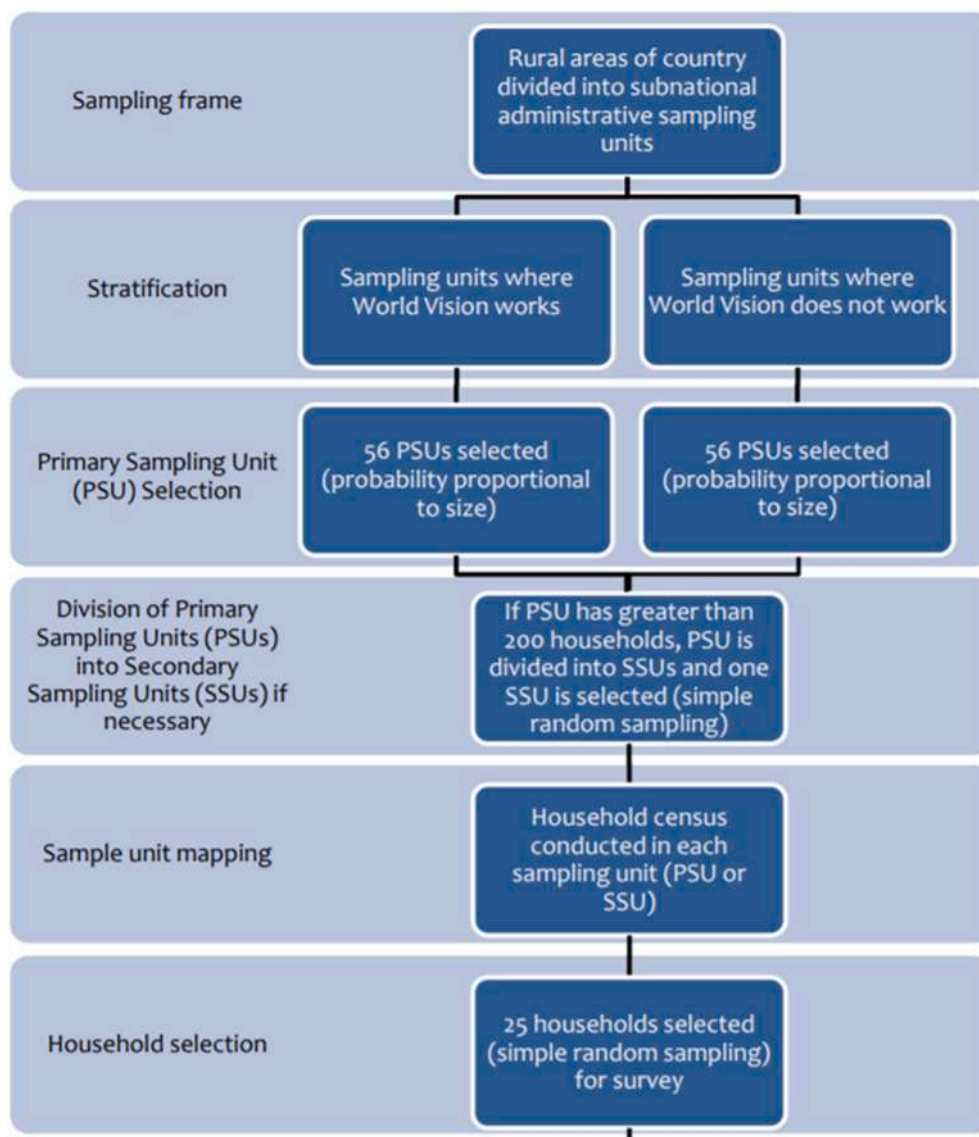 Sampling frame
Rural areas of country
divided into subnational
administrative sampling
units
Stratification
Sampling units where
World Vision works
Sampling units where
World Vision does not work
Primary Sampling Unit
(PSU) Selection
56 PSUs selected
(probability proportional
to size)
56 PSUs selected
(probability proportional
to size)
Division of Primary
Sampling Units (PSUs)
into Secondary
Sampling Units (SSUs) if
necessary
If PSU has greater than
200 households, PSU is
divided into SSUs and one
SSU is selected (simple
random sampling)
Sample unit mapping
Household census
conducted in each
sampling unit (PSU or
SSU)
Household selection
25 households selected
(simple random sampling)
for survey